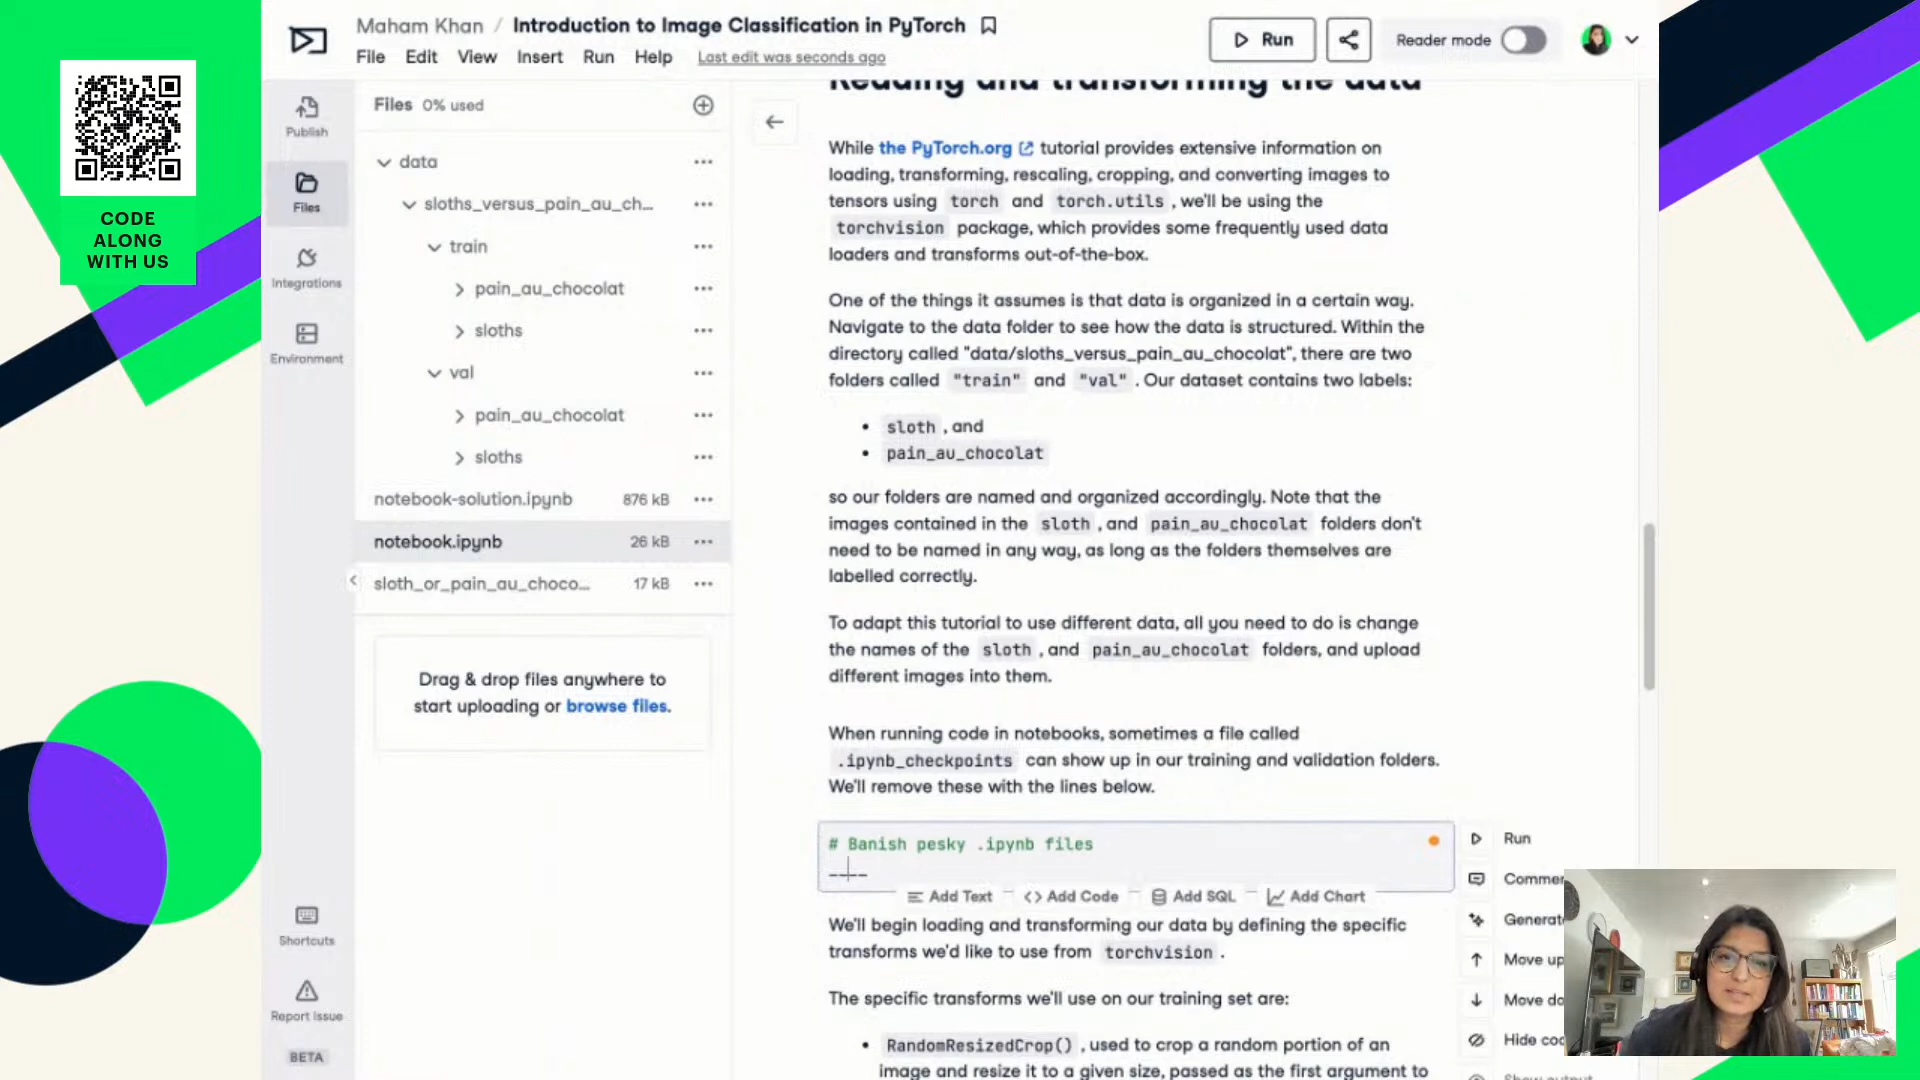 CODE
ALONG
WITH US
Maham Khan / Introduction to Image Classification in PyTorch
File Edit View Insert Run Help Last edit was seconds ago
Run
Reader mode
Publish
Files
Integrations
Environment
Shortcuts
Report Issue
BETA
Files 0% used
data
sloths_versus_pain_au_ch...
train
pain_au_chocolat
sloths
val
pain_au_chocolat
sloths
notebook-solution.ipynb 876 kB
notebook.ipynb 26 kB
sloth_or_pain_au_choco... 17 kB
Drag & drop files anywhere to
start uploading or browse files.
Reading and transforming the data
While the PyTorch.org tutorial provides extensive information on
loading, transforming, rescaling, cropping, and converting images to
tensors using torch and torch.utils , we'll be using the
torchvision package, which provides some frequently used data
loaders and transforms out-of-the-box.
One of the things it assumes is that data is organized in a certain way.
Navigate to the data folder to see how the data is structured. Within the
directory called "data/sloths_versus_pain_au_chocolat", there are two
folders called "train" and "val" . Our dataset contains two labels:
• sloth , and
• pain_au_chocolat
so our folders are named and organized accordingly. Note that the
images contained in the sloth , and pain_au_chocolat folders don't
need to be named in any way, as long as the folders themselves are
labelled correctly.
To adapt this tutorial to use different data, all you need to do is change
the names of the sloth , and pain_au_chocolat folders, and upload
different images into them.
When running code in notebooks, sometimes a file called
.ipynb_checkpoints can show up in our training and validation folders.
We'll remove these with the lines below.
# Banish pesky .ipynb files
----
Add Text Add Code Add SQL Add Chart
We'll begin loading and transforming our data by defining the specific
transforms we'd like to use from torchvision .
The specific transforms we'll use on our training set are:
• RandomResizedCrop() , used to crop a random portion of an
image and resize it to a given size, passed as the first argument to
Run
Commen
Generat
Move up
Move do
Hide co